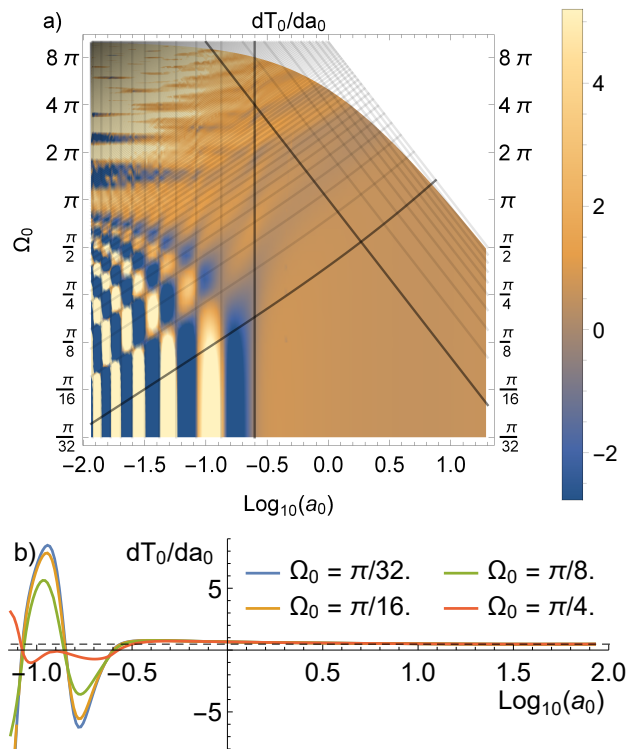 a) dT₀/da₀
8 π 8 π 4
4 π 4 π
2 π 2 π 2
π π
Ω₀
π/2 π/2 0
π/4 π/4
π/8 π/8
π/16 π/16 −2
π/32 π/32
−2.0 −1.5 −1.0 −0.5 0.0 0.5 1.0
Log₁₀(a₀)
b) dT₀/da₀
5 Ω₀ = π/32. Ω₀ = π/8.
Ω₀ = π/16. Ω₀ = π/4.
−1.0 −0.5 0.5 1.0 1.5 2.0
−5 Log₁₀(a₀)